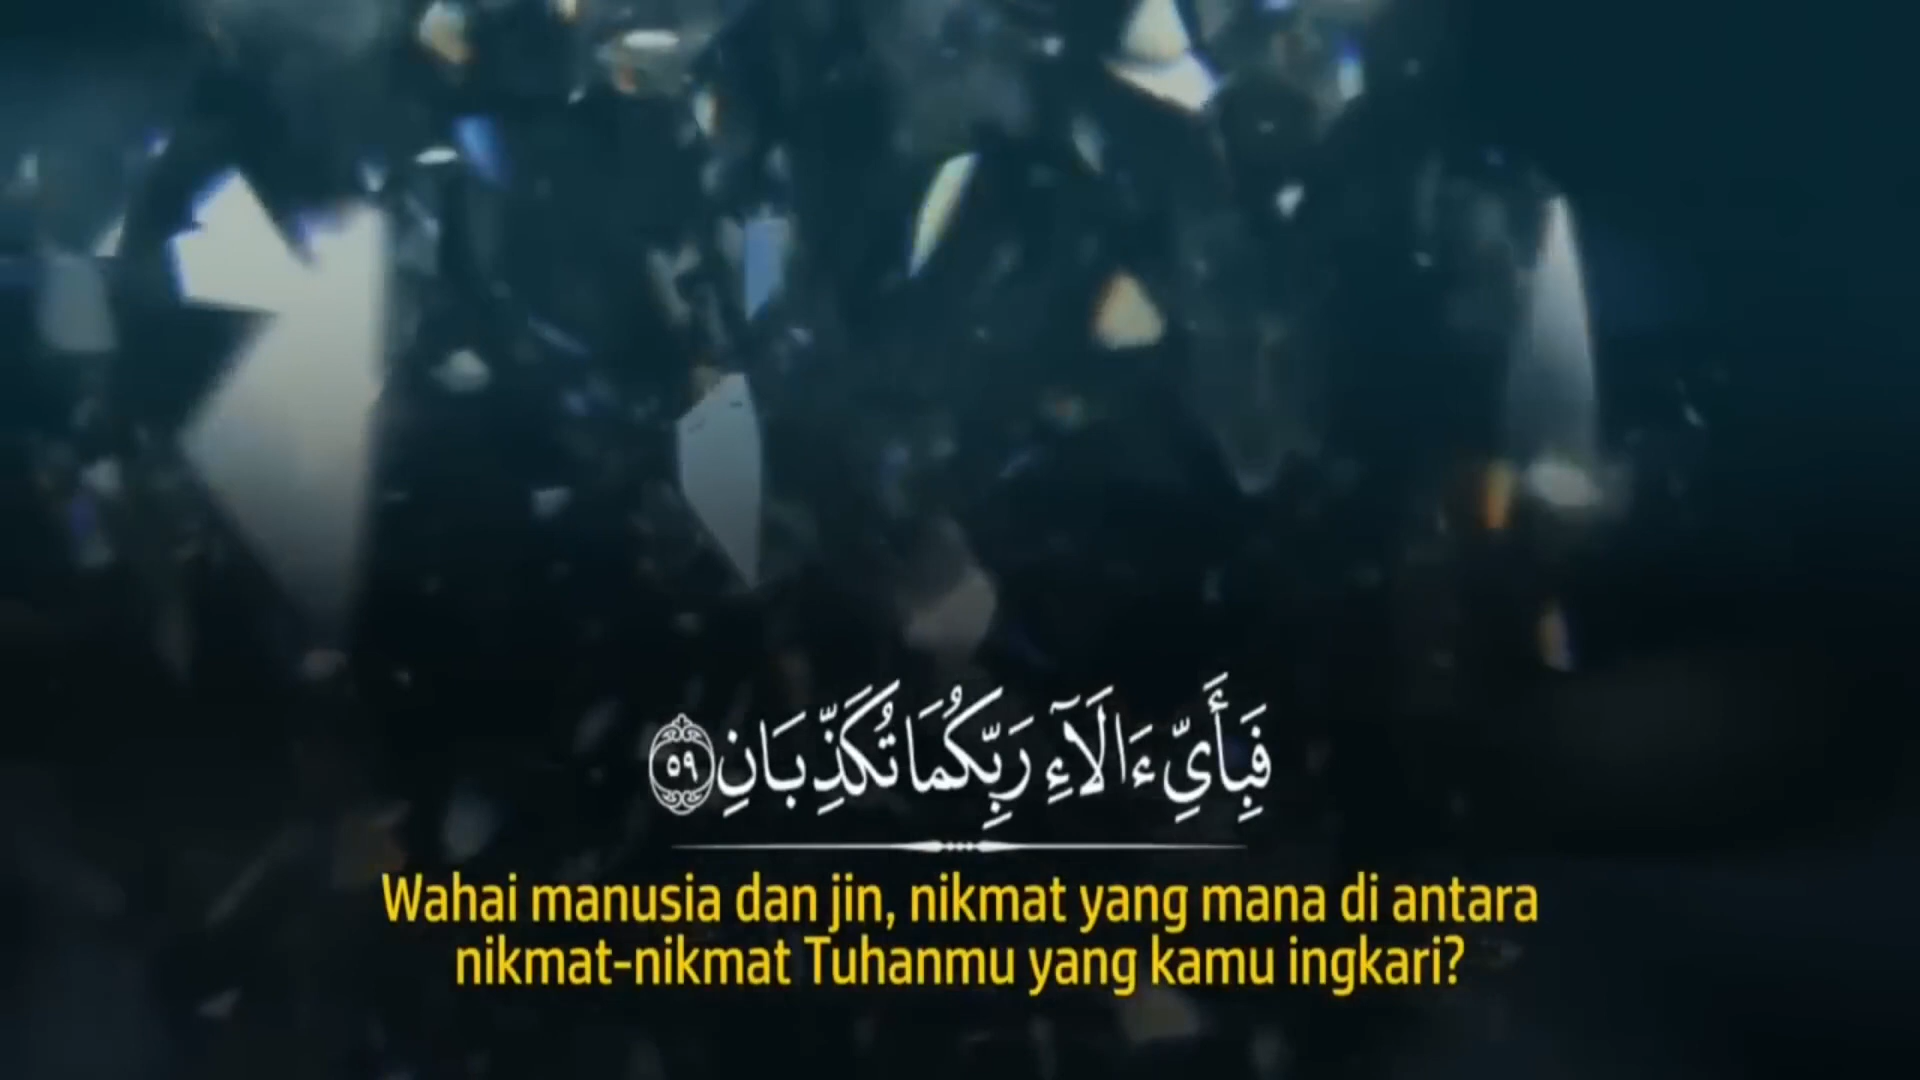 فَبِأَيِّ ءَالَآءِ رَبِّكُمَا تُكَذِّبَانِ ٥٩
Wahai manusia dan jin, nikmat yang mana di antara
nikmat-nikmat Tuhanmu yang kamu ingkari?